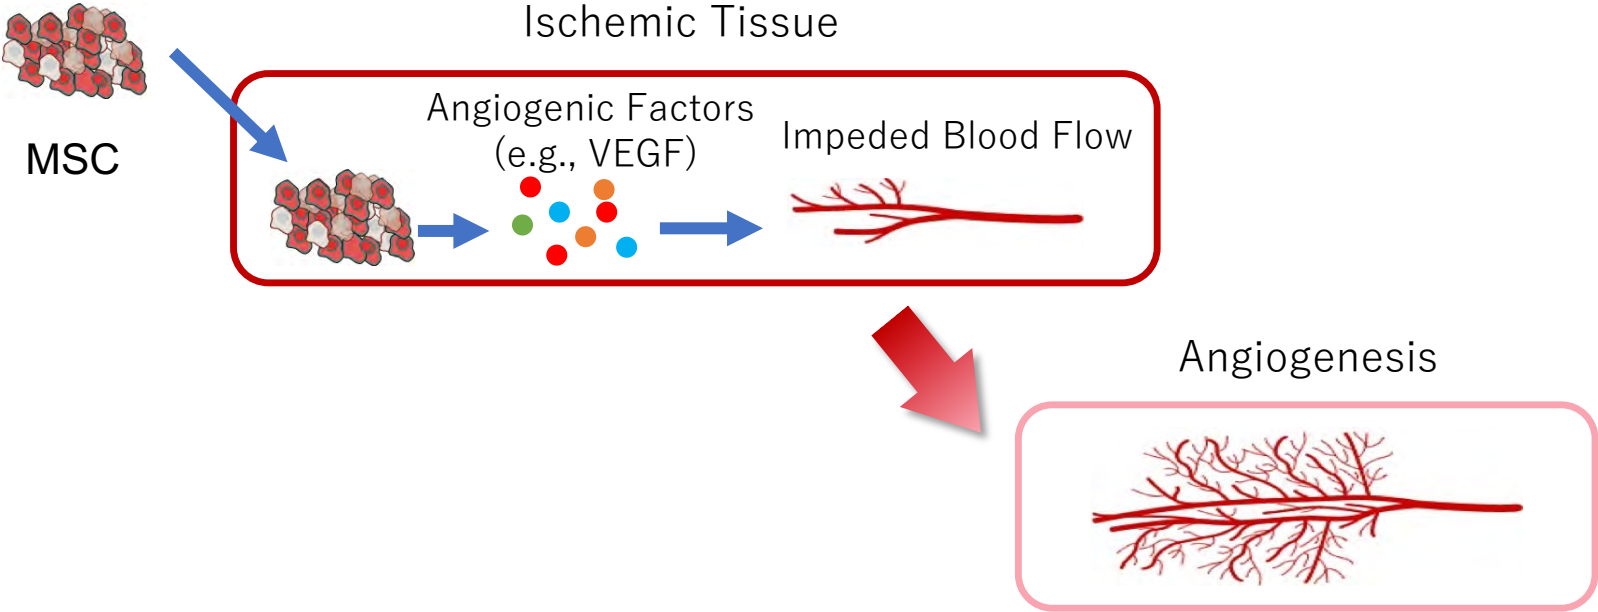 Ischemic Tissue
MSC
Angiogenic Factors
(e.g., VEGF)
Impeded Blood Flow
Angiogenesis